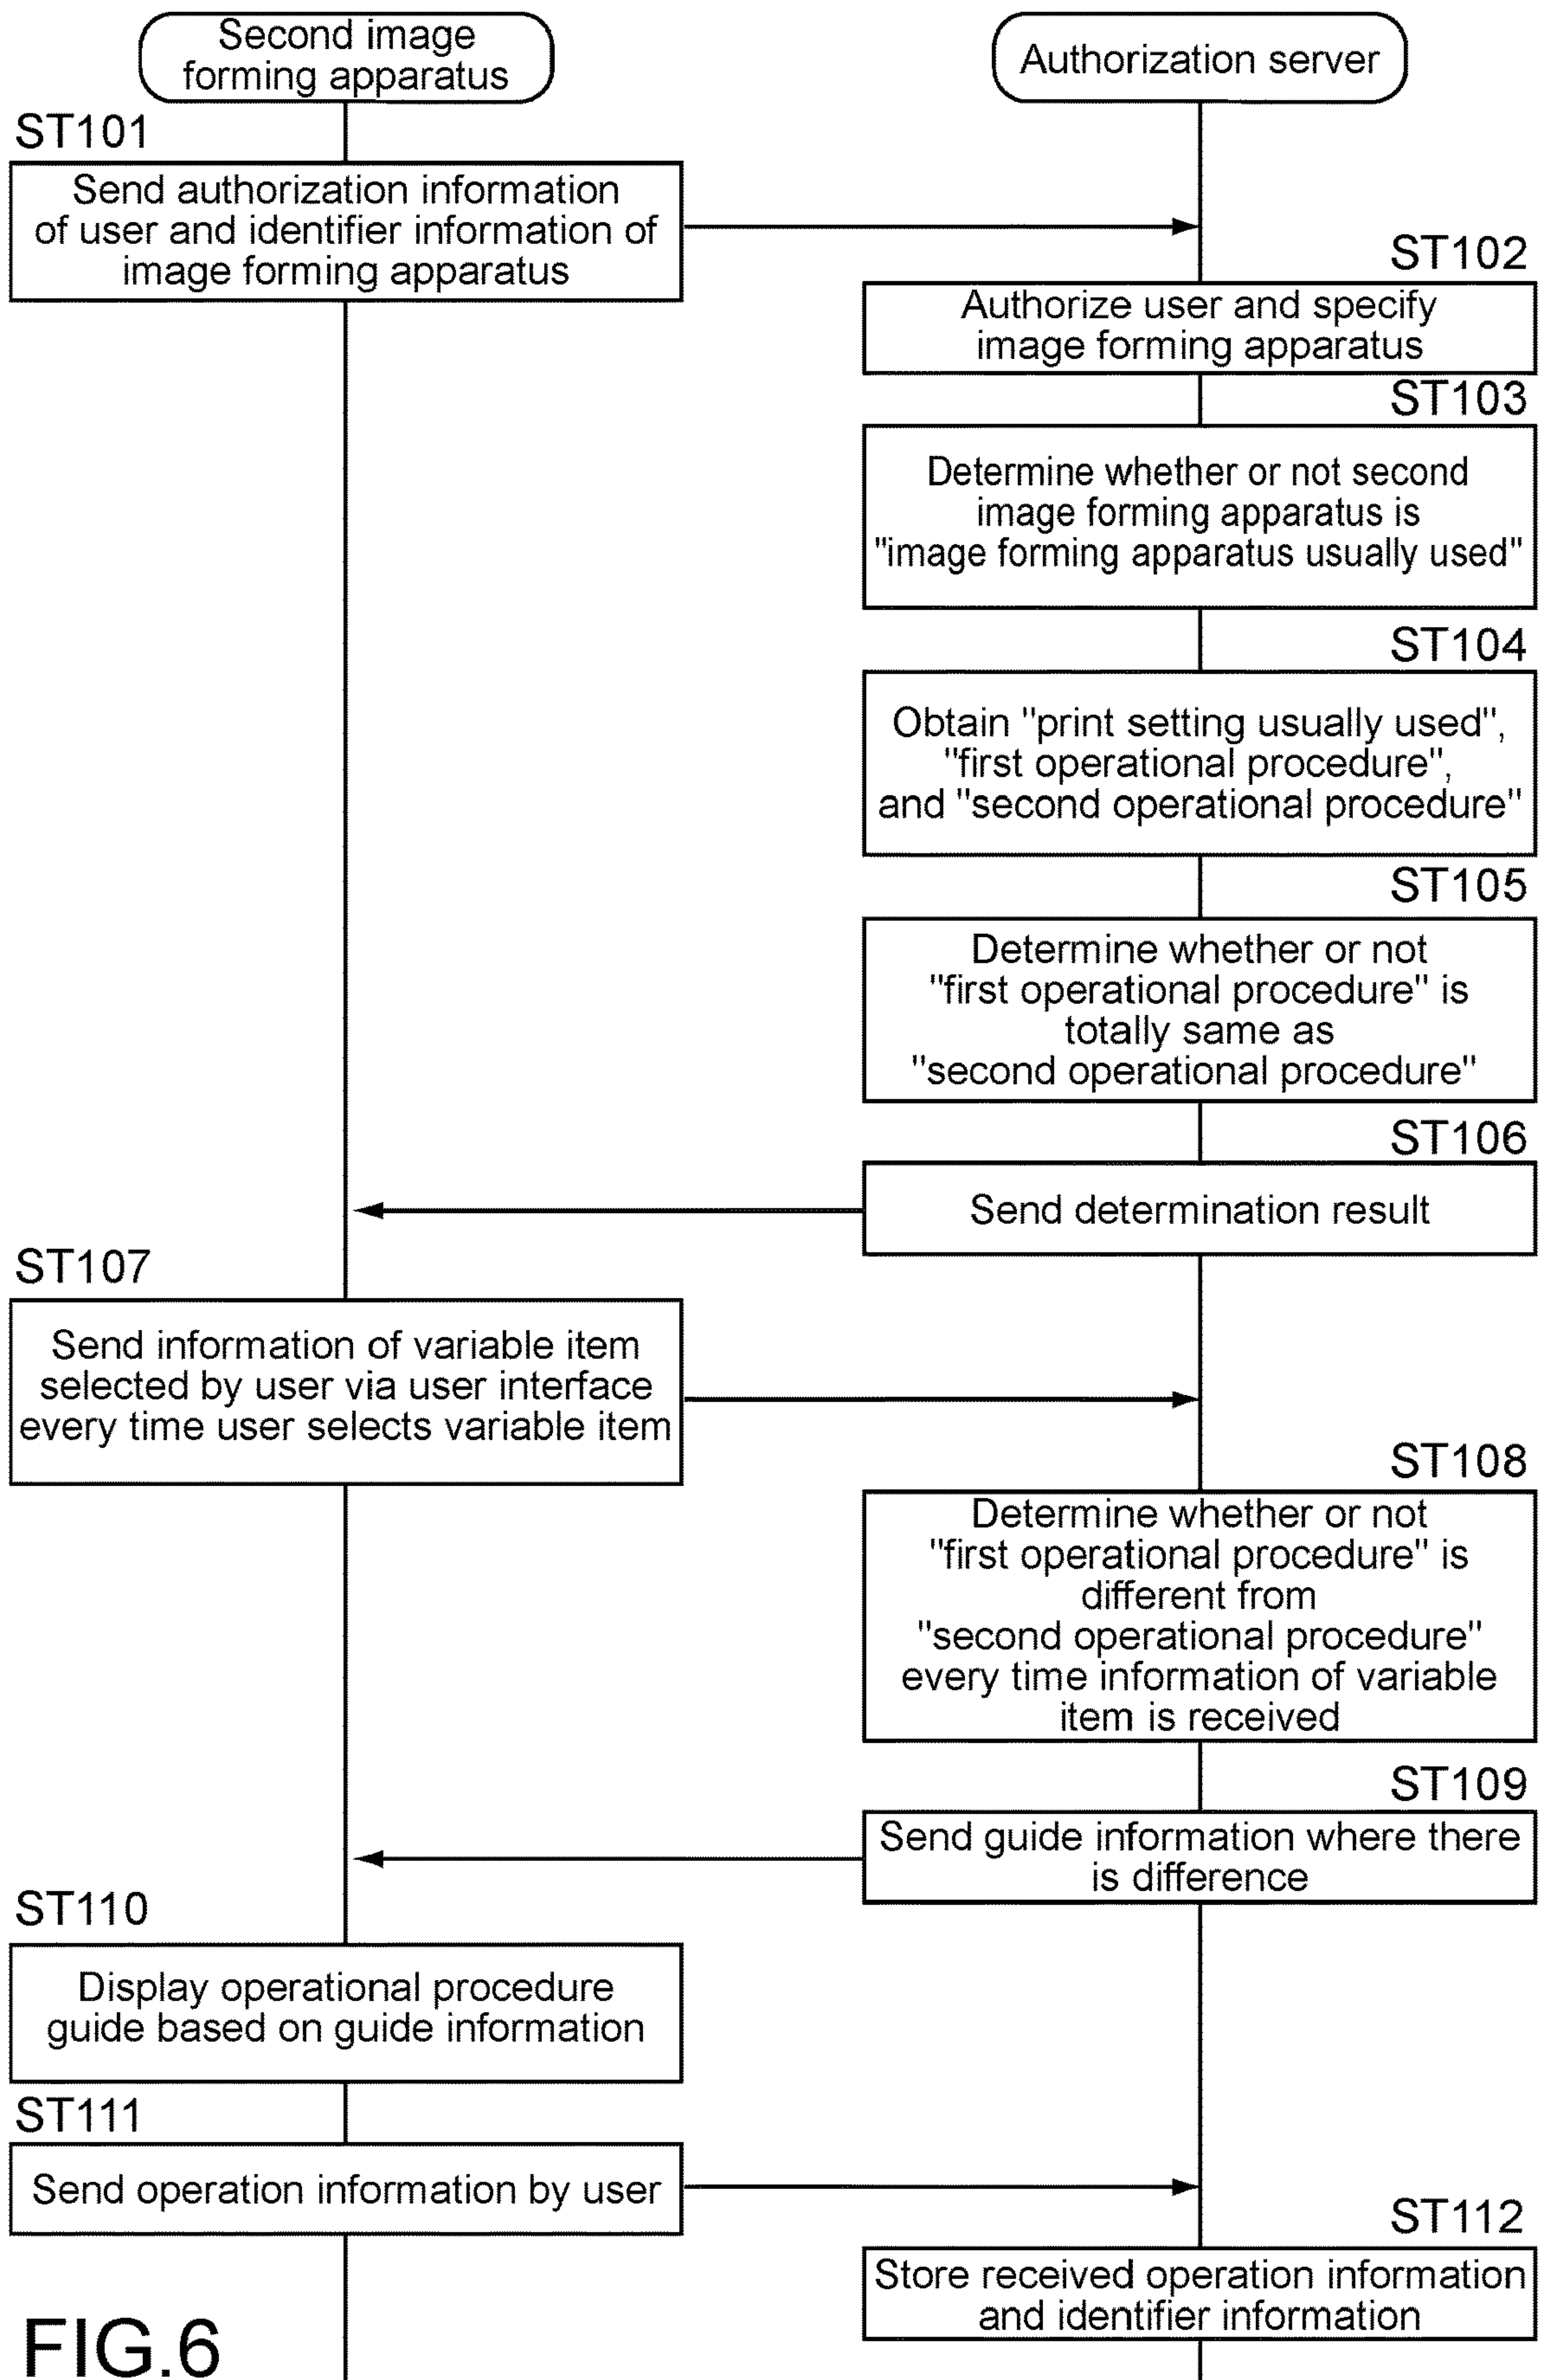 Second image
forming apparatus
Authorization server
ST101
Send authorization information
of user and identifier information of
image forming apparatus
ST102
Authorize user and specify
image forming apparatus
ST103
Determine whether or not second
image forming apparatus is
"image forming apparatus usually used"
ST104
Obtain "print setting usually used",
"first operational procedure",
and "second operational procedure"
ST105
Determine whether or not
"first operational procedure" is
totally same as
"second operational procedure"
ST106
Send determination result
ST107
Send information of variable item
selected by user via user interface
every time user selects variable item
ST108
Determine whether or not
"first operational procedure" is
different from
"second operational procedure"
every time information of variable
item is received
ST109
Send guide information where there
is difference
ST110
Display operational procedure
guide based on guide information
ST111
Send operation information by user
ST112
Store received operation information
and identifier information
FIG.6